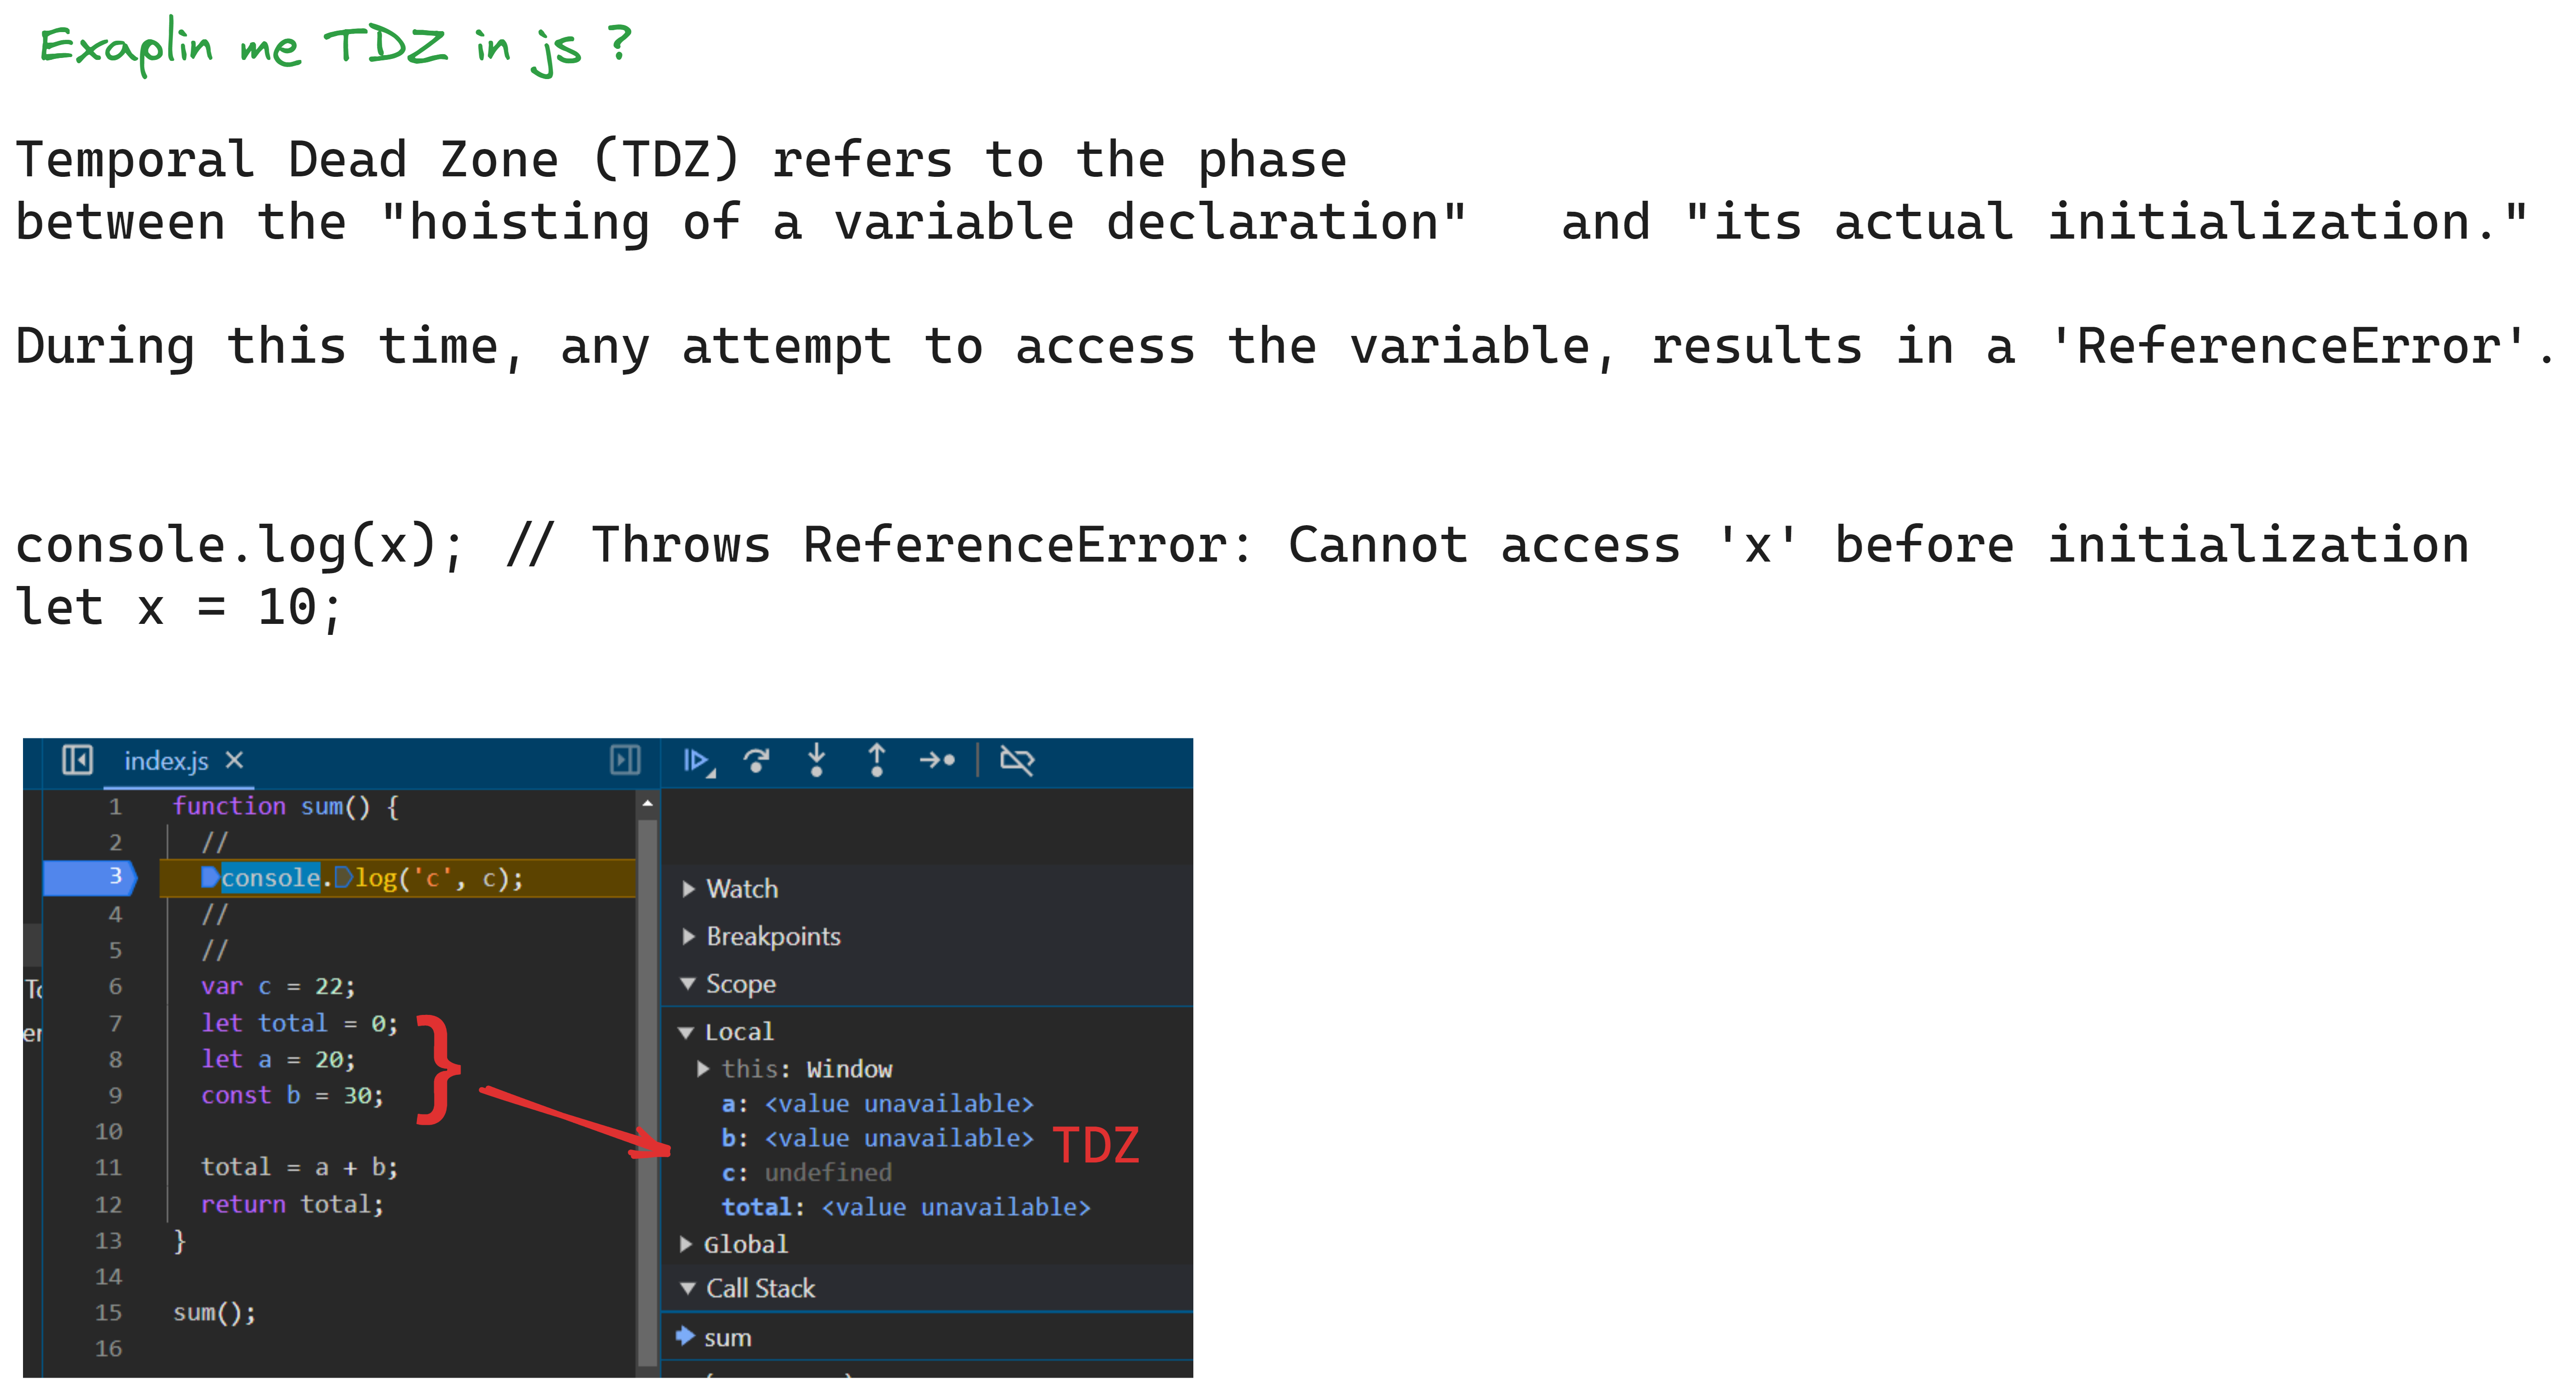 Exaplin me TDZ in js ?
Temporal Dead Zone (TDZ) refers to the phase
between the "hoisting of a variable declaration"   and "its actual initialization."
During this time, any attempt to access the variable, results in a 'ReferenceError'.
console.log(x); // Throws ReferenceError: Cannot access 'x' before initialization
let x = 10;
index.js
1 function sum() {
2 //
3 console.log('c', c);
4 //
5 //
6 var c = 22;
7 let total = 0;
8 let a = 20;
9 const b = 30;
10
11 total = a + b;
12 return total;
13 }
14
15 sum();
16
Watch
Breakpoints
Scope
Local
this: Window
a: <value unavailable>
b: <value unavailable> TDZ
c: undefined
total: <value unavailable>
Global
Call Stack
sum